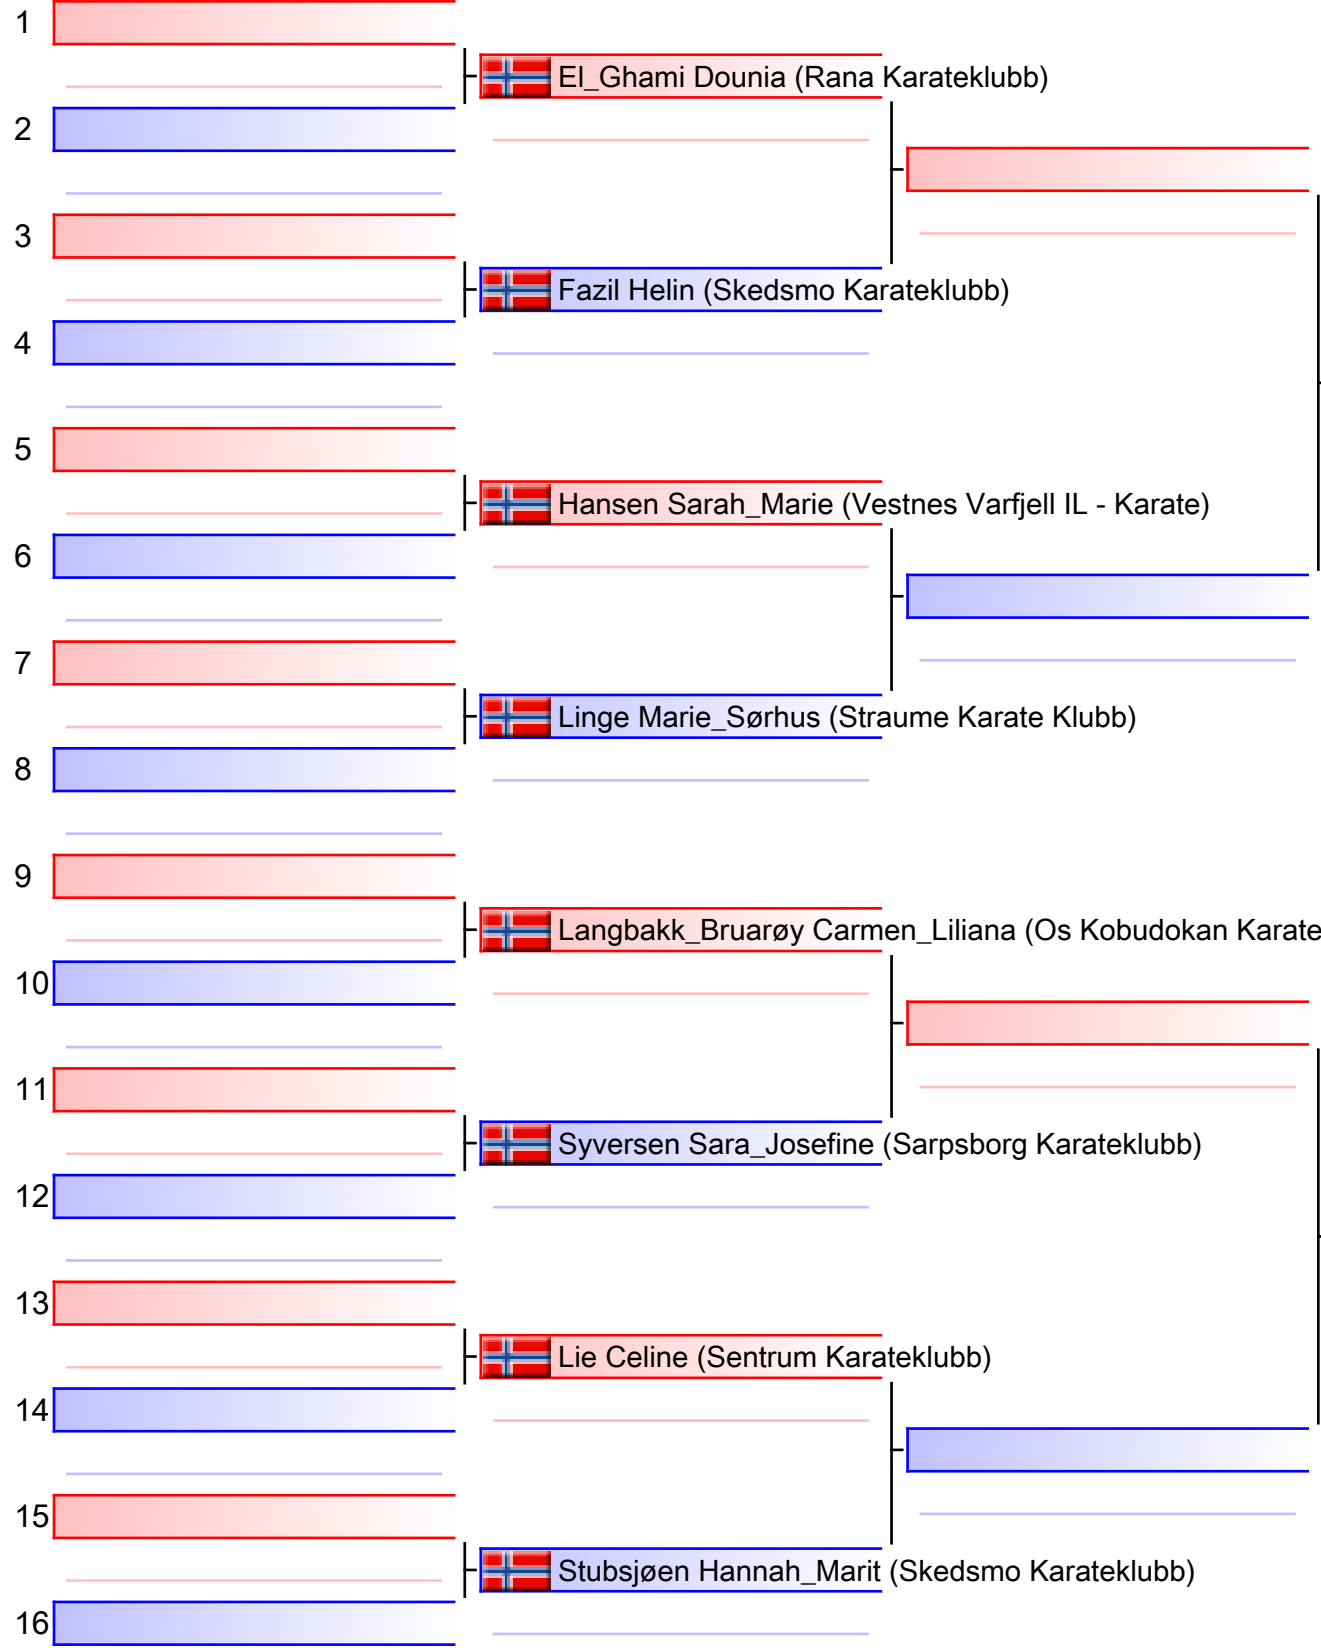 1
El_Ghami Dounia (Rana Karateklubb)
2
3
Fazil Helin (Skedsmo Karateklubb)
4
5
Hansen Sarah_Marie (Vestnes Varfjell IL - Karate)
6
7
Linge Marie_Sørhus (Straume Karate Klubb)
8
9
Langbakk_Bruarøy Carmen_Liliana (Os Kobudokan Karate
10
11
Syversen Sara_Josefine (Sarpsborg Karateklubb)
12
13
Lie Celine (Sentrum Karateklubb)
14
15
Stubsjøen Hannah_Marit (Skedsmo Karateklubb)
16